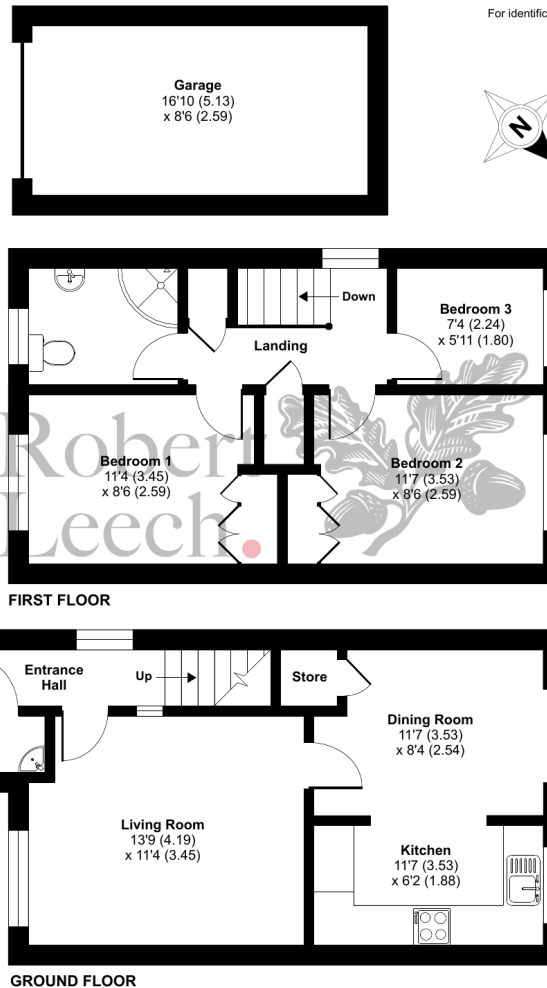 For identific
Garage
16'10 (5.13)
x 8'6 (2.59)
N
Down
Bedroom 3
7'4 (2.24)
x 5'11 (1.80)
Landing
Robert
Leech.
Bedroom 1
11'4 (3.45)
x 8'6 (2.59)
Bedroom 2
11'7 (3.53)
x 8'6 (2.59)
FIRST FLOOR
Entrance
Hall
Up
Store
Dining Room
11'7 (3.53)
x 8'4 (2.54)
Living Room
13'9 (4.19)
x 11'4 (3.45)
Kitchen
11'7 (3.53)
x 6'2 (1.88)
GROUND FLOOR